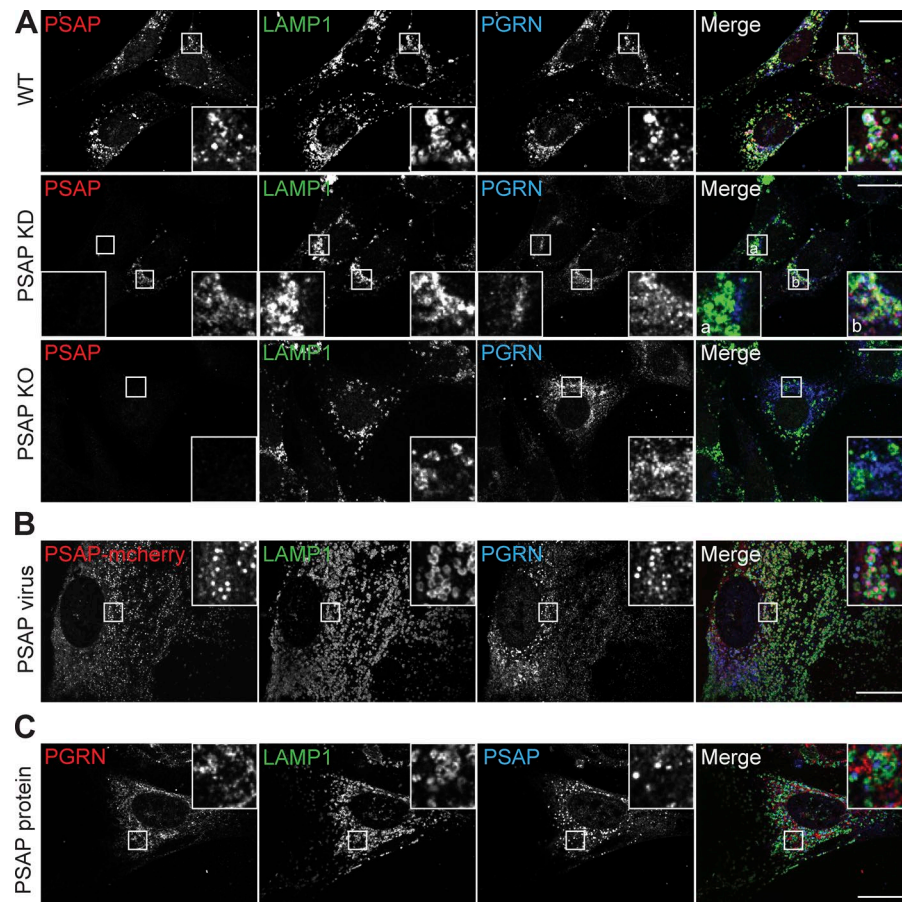 A
WT
PSAP LAMP1 PGRN Merge
PSAP KD
PSAP LAMP1 PGRN Merge
a
b
a
b
PSAP KO
PSAP LAMP1 PGRN Merge
B
PSAP virus
PSAP-mcherry LAMP1 PGRN Merge
C
PSAP protein
PGRN LAMP1 PSAP Merge